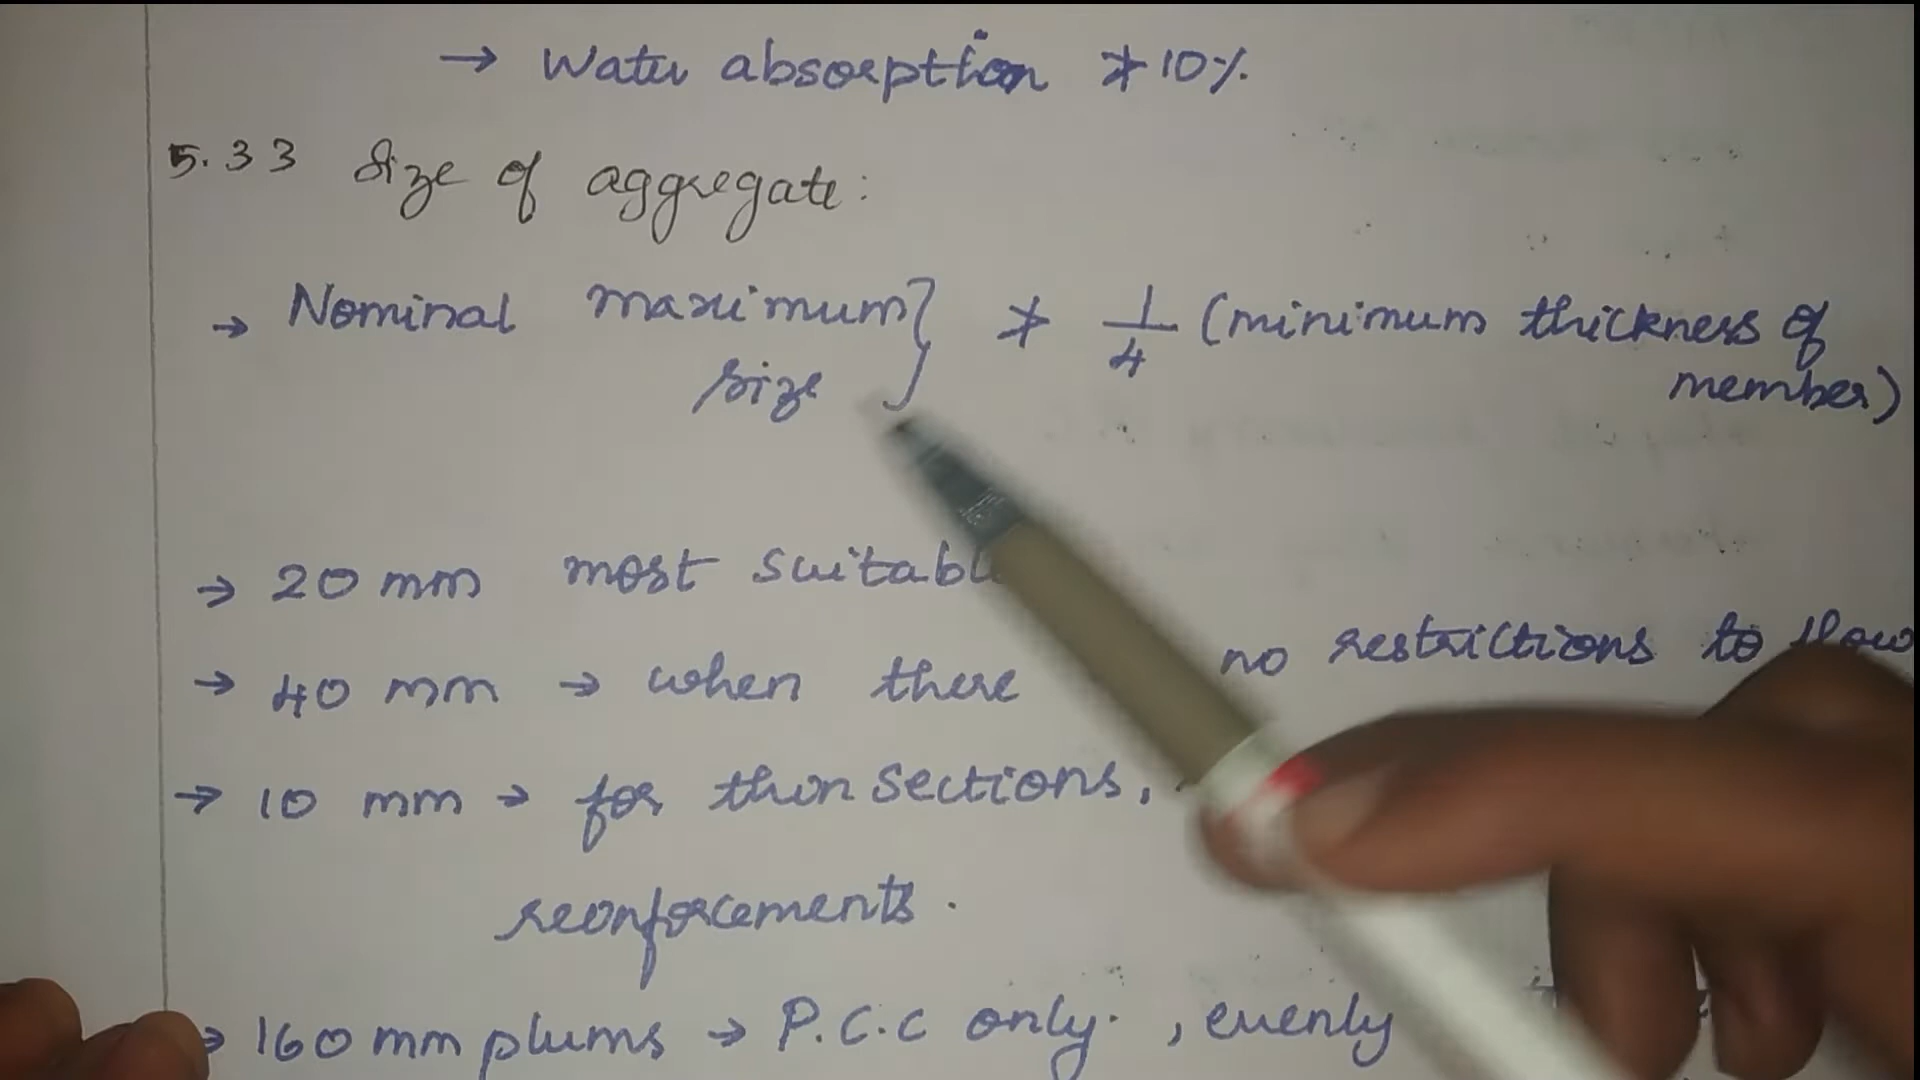 → Water absorption ≯ 10%
5.33 Size of aggregate:
→ Nominal maximum size } ≯ 1/4 (minimum thickness of member)
→ 20 mm most suitabl
→ 40 mm → when there no restrictions to flow
→ 10 mm → for thin sections,
reonforcements.
→ 160 mm plums → P.C.C only. , evenly